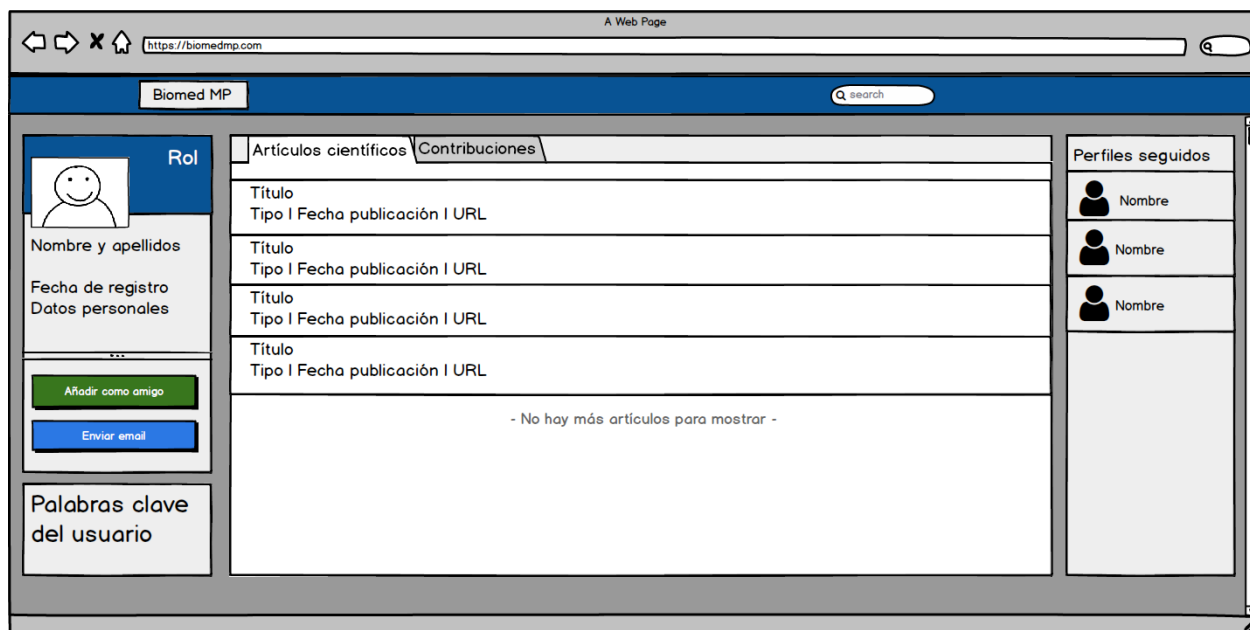 A Web Page
https://biomedmp.com
Biomed MP
search
Rol
Nombre y apellidos
Fecha de registro
Datos personales
...
Añadir como amigo
Enviar email
Palabras clave
del usuario
Artículos científicos
Contribuciones
Título
Tipo | Fecha publicación | URL
Título
Tipo | Fecha publicación | URL
Título
Tipo | Fecha publicación | URL
Título
Tipo | Fecha publicación | URL
- No hay más artículos para mostrar -
Perfiles seguidos
Nombre
Nombre
Nombre